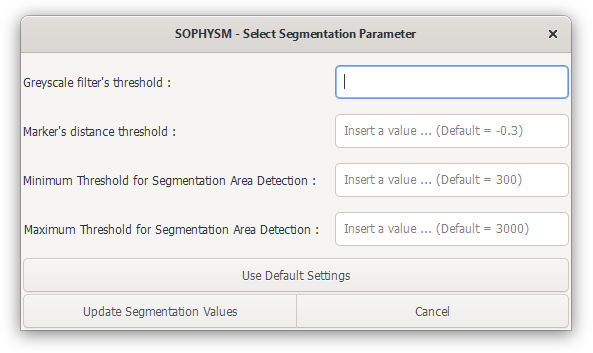 SOPHYSM - Select Segmentation Parameter
Greyscale filter's threshold :
Marker's distance threshold : Insert a value ... (Default = -0.3)
Minimum Threshold for Segmentation Area Detection : Insert a value ... (Default = 300)
Maximum Threshold for Segmentation Area Detection : Insert a value ... (Default = 3000)
Use Default Settings
Update Segmentation Values Cancel